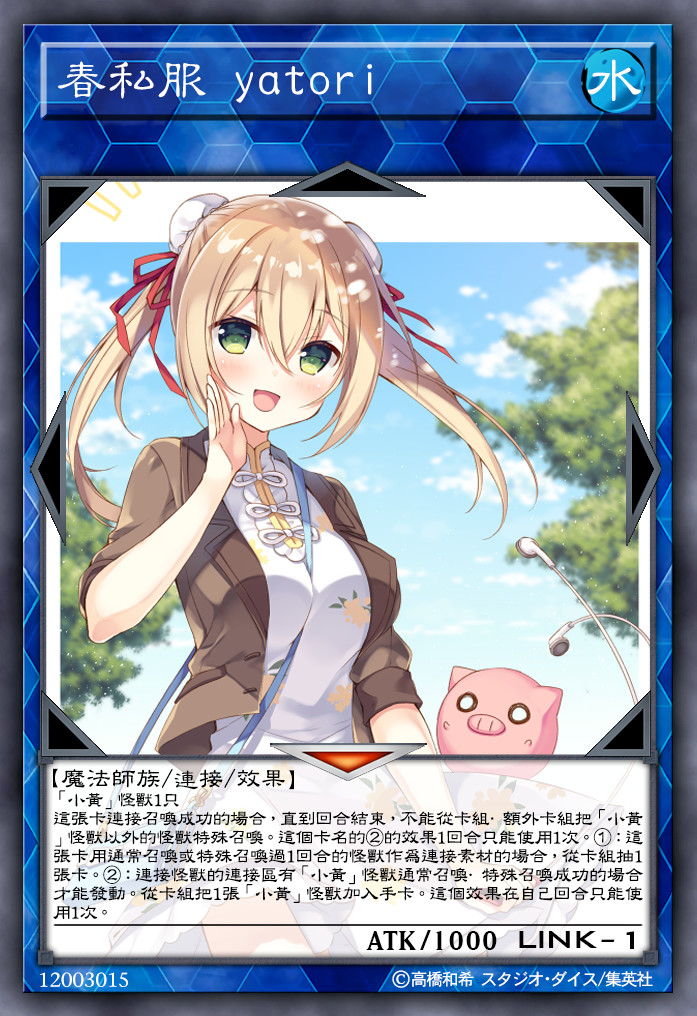 春私服 yatori
水
【魔法師族/連接/效果】
「小黃」怪獸1只
這張卡連接召喚成功的場合，直到回合結束，不能從卡組·額外卡組把「小黃
」怪獸以外的怪獸特殊召喚。這個卡名的②的效果1回合只能使用1次。①：這
張卡用通常召喚或特殊召喚過1回合的怪獸作為連接素材的場合，從卡組抽1
張卡。②：連接怪獸的連接區有「小黃」怪獸通常召喚·特殊召喚成功的場合
才能發動。從卡組把1張「小黃」怪獸加入手卡。這個效果在自己回合只能使
用1次。
ATK/1000 LINK-1
12003015 ©高橋和希 スタジオ・ダイス/集英社